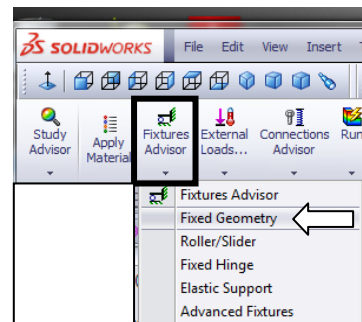 SOLIDWORKS File Edit View Insert
Study Advisor
Apply Material
Fixtures Advisor
External Loads...
Connections Advisor
Run
Fixtures Advisor
Fixed Geometry
Roller/Slider
Fixed Hinge
Elastic Support
Advanced Fixtures